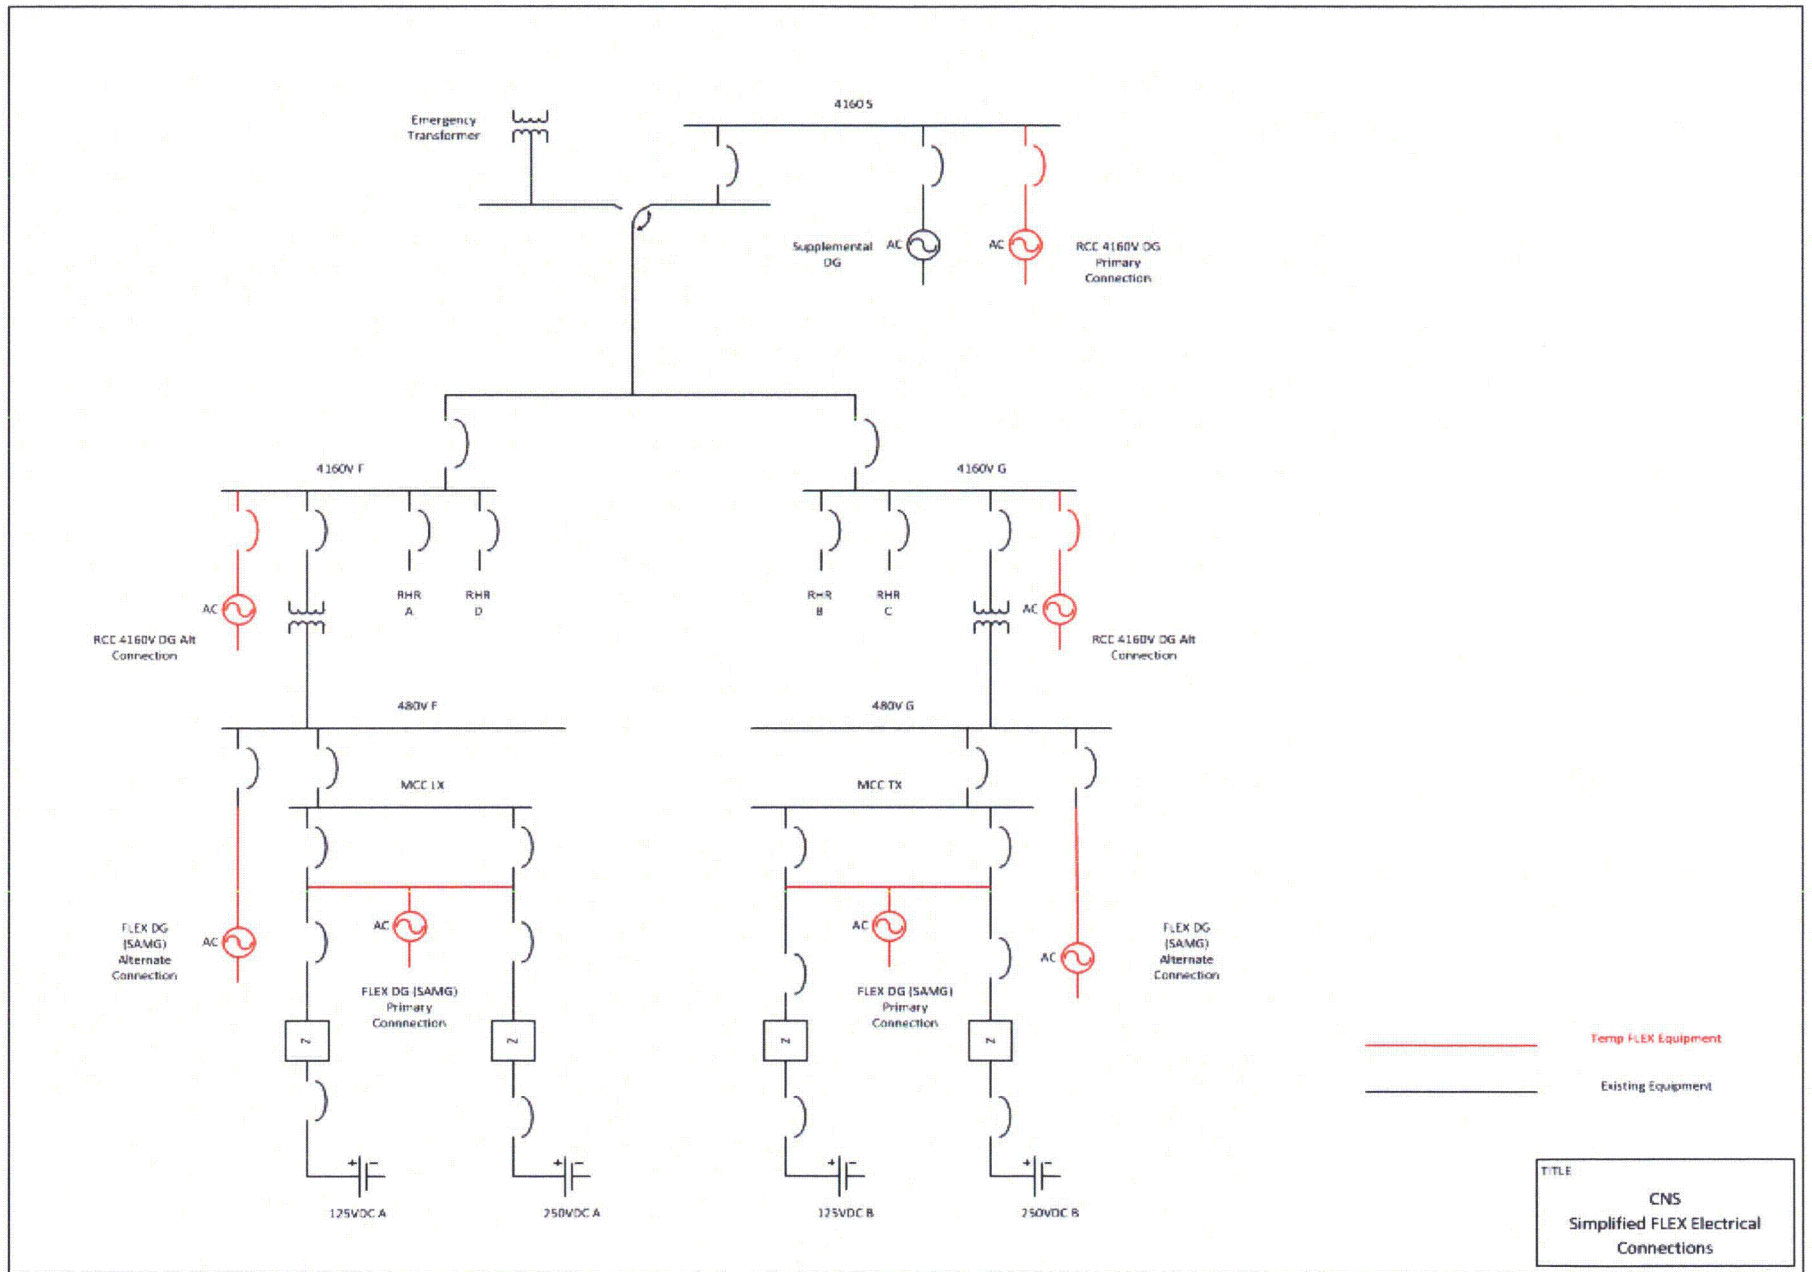 4160 S
Emergency
Transformer
Supplemental
DG
AC
AC
RCC 4160V DG
Primary
Connection
4160V F
4160V G
AC
RHR
A
RHR
D
RHR
B
RHR
C
AC
RCC 4160V DG Alt
Connection
RCC 4160V DG Alt
Connection
480V F
480V G
MCC LX
MCC TX
FLEX DG
(SAMG)
Alternate
Connection
AC
AC
AC
AC
FLEX DG
(SAMG)
Alternate
Connection
FLEX DG (SAMG)
Primary
Connnection
FLEX DG (SAMG)
Primary
Connection
Z
Z
Z
Z
Temp FLEX Equipment
Existing Equipment
+ -
+ -
+ -
+ -
125VDC A
250VDC A
125VDC B
250VDC B
TITLE
CNS
Simplified FLEX Electrical
Connections